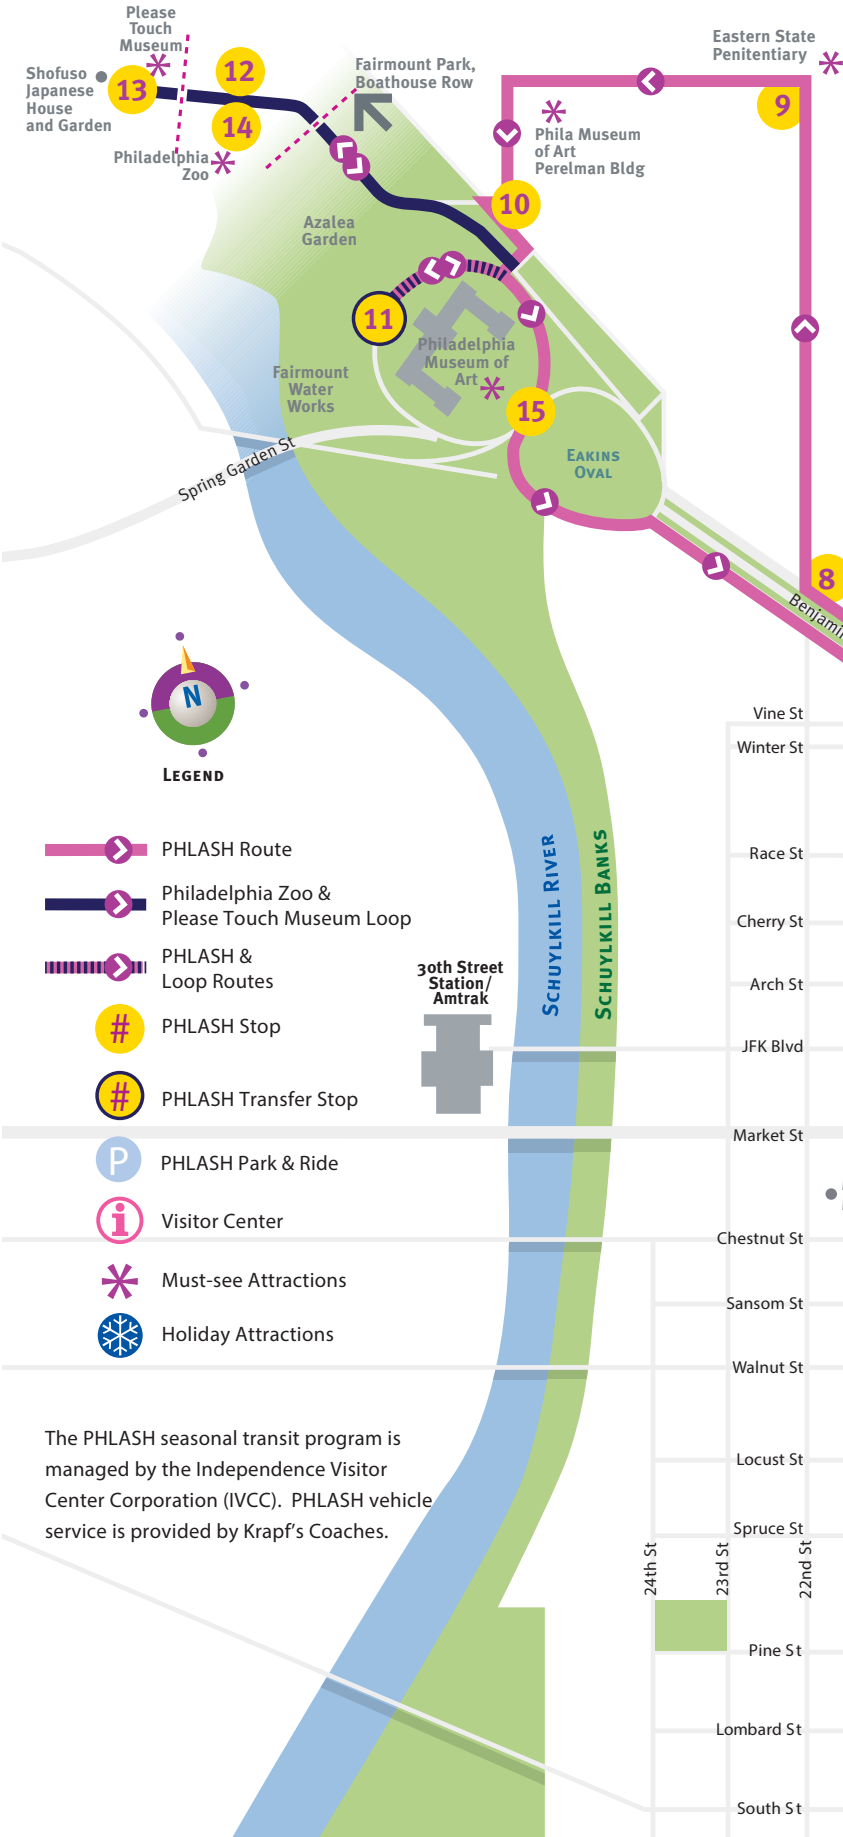 Please
Touch
Museum
Shofuso
Japanese
House
and Garden
13
12
14
Philadelphia
Zoo
Fairmount Park,
Boathouse Row
Eastern State
Penitentiary
9
Phila Museum
of Art
Perelman Bldg
10
Azalea
Garden
11
Philadelphia
Museum of
Art
Fairmount
Water
Works
15
Eakins
Oval
Spring Garden St
8
Benjamin
N
Legend
PHLASH Route
Philadelphia Zoo &
Please Touch Museum Loop
PHLASH &
Loop Routes
# PHLASH Stop
# PHLASH Transfer Stop
P PHLASH Park & Ride
i Visitor Center
Must-see Attractions
Holiday Attractions
30th Street
Station/
Amtrak
Schuylkill River
Schuylkill Banks
Vine St
Winter St
Race St
Cherry St
Arch St
JFK Blvd
Market St
Chestnut St
Sansom St
Walnut St
Locust St
Spruce St
24th St
23rd St
22nd St
Pine St
Lombard St
South St
The PHLASH seasonal transit program is
managed by the Independence Visitor
Center Corporation (IVCC).  PHLASH vehicle
service is provided by Krapf's Coaches.